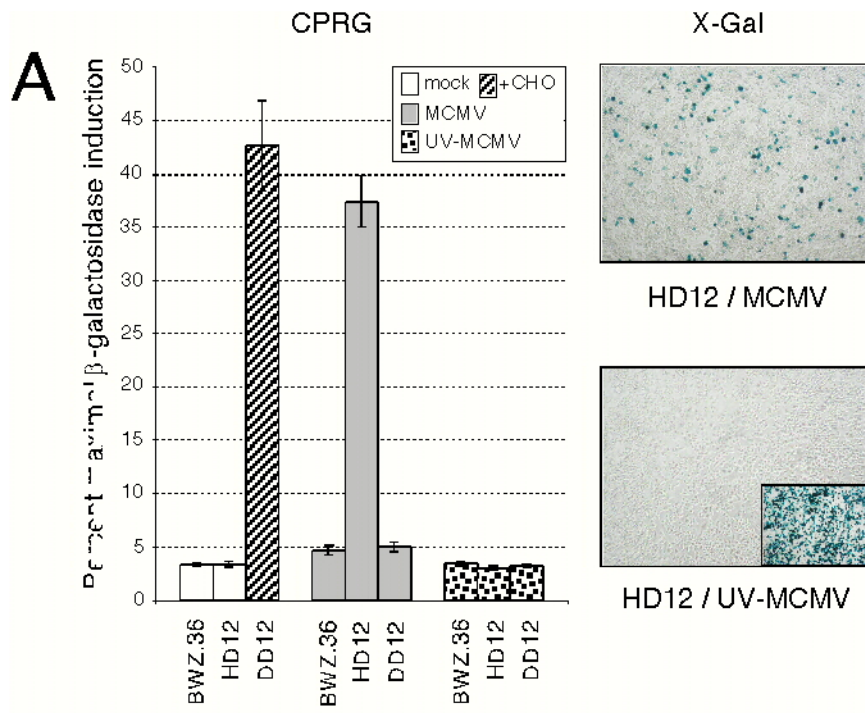 A
CPRG
X-Gal
50
45
40
35
30
25
20
15
10
5
0
β-galactosidase induction
mock +CHO
MCMV
UV-MCMV
BWZ.36
HD12
DD12
BWZ.36
HD12
DD12
BWZ.36
HD12
DD12
HD12 / MCMV
HD12 / UV-MCMV